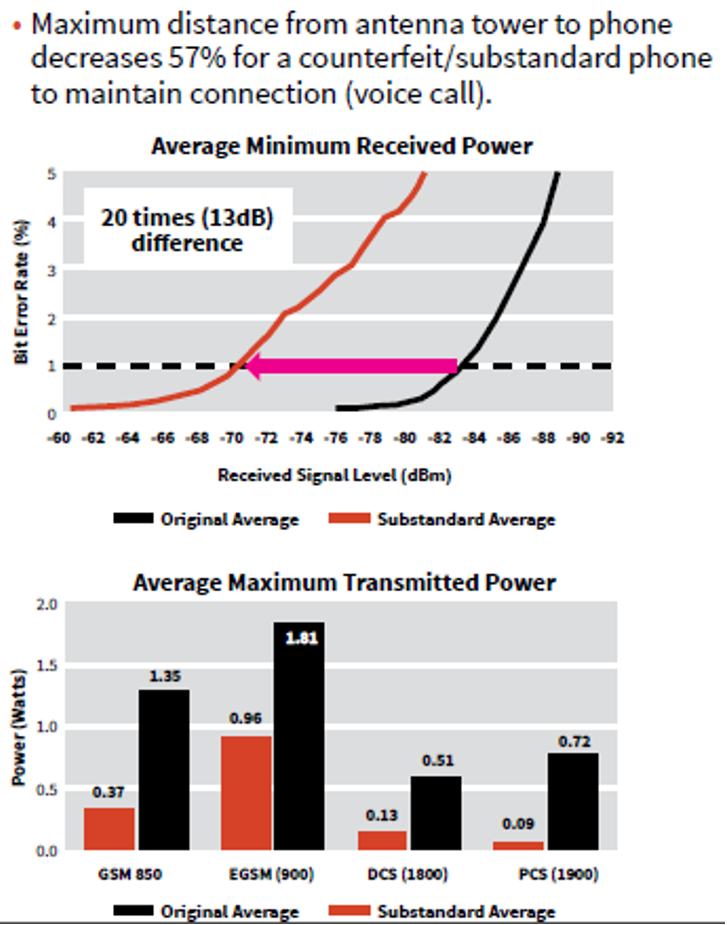 • Maximum distance from antenna tower to phone
decreases 57% for a counterfeit/substandard phone
to maintain connection (voice call).
Average Minimum Received Power
5
4
3
2
1
0
Bit Error Rate (%)
20 times (13dB)
difference
-60 -62 -64 -66 -68 -70 -72 -74 -76 -78 -80 -82 -84 -86 -88 -90 -92
Received Signal Level (dBm)
Original Average Substandard Average
Average Maximum Transmitted Power
2.0
1.5
1.0
0.5
0.0
Power (Watts)
0.37 1.35 0.96 1.81 0.13 0.51 0.09 0.72
GSM 850 EGSM (900) DCS (1800) PCS (1900)
Original Average Substandard Average